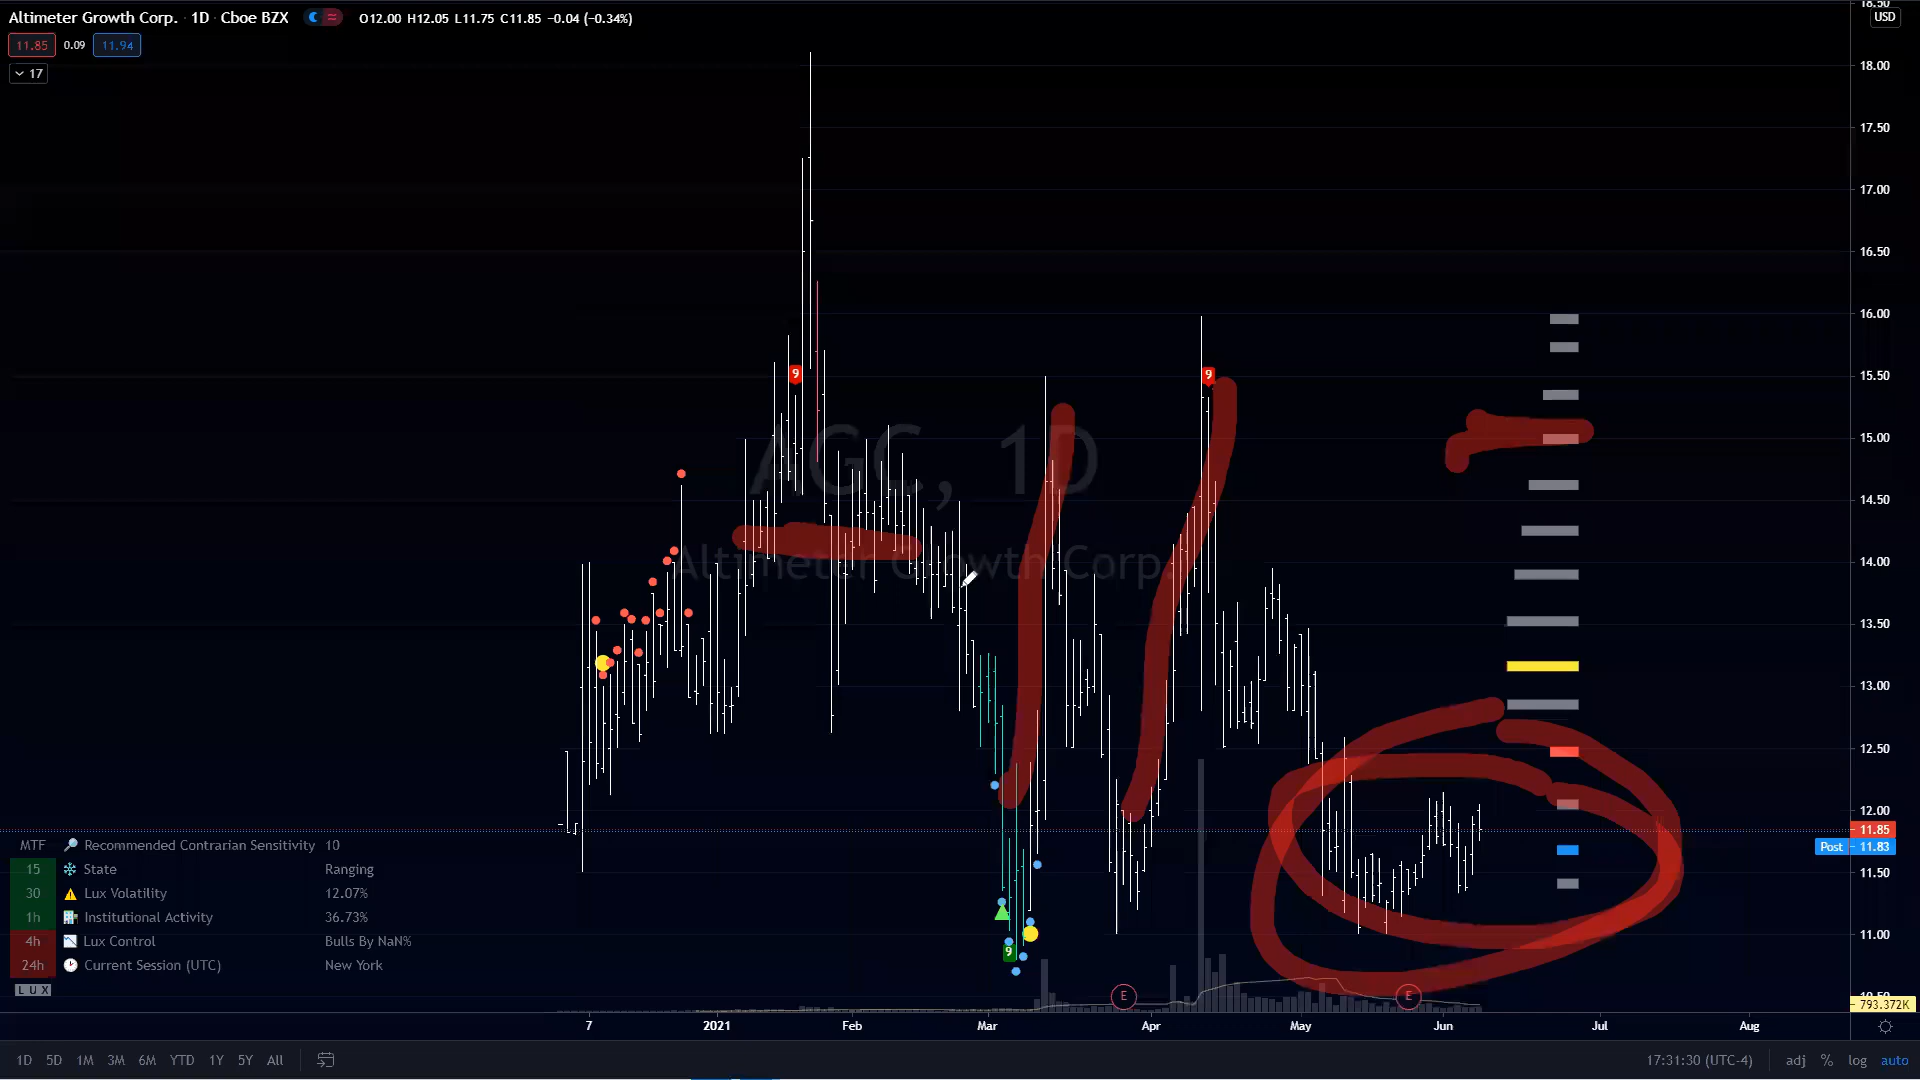 Altimeter Growth Corp. · 1D · Cboe BZX O12.00 H12.05 L11.75 C11.85 −0.04 (−0.34%)
18.50
USD
11.85 0.09 11.94
17
18.00
17.50
17.00
16.50
16.00
15.50
15.00
14.50
14.00
13.50
13.00
12.50
12.00
11.85
Post 11.83
11.50
11.00
10.50
793.372K
9
9
9
AGC, 1D
Altimeter Growth Corp.
MTF Recommended Contrarian Sensitivity 10
15 State Ranging
30 Lux Volatility 12.07%
1h Institutional Activity 36.73%
4h Lux Control Bulls By NaN%
24h Current Session (UTC) New York
LUX
E
E
7 2021 Feb Mar Apr May Jun Jul Aug
1D 5D 1M 3M 6M YTD 1Y 5Y All
17:31:30 (UTC-4) adj % log auto